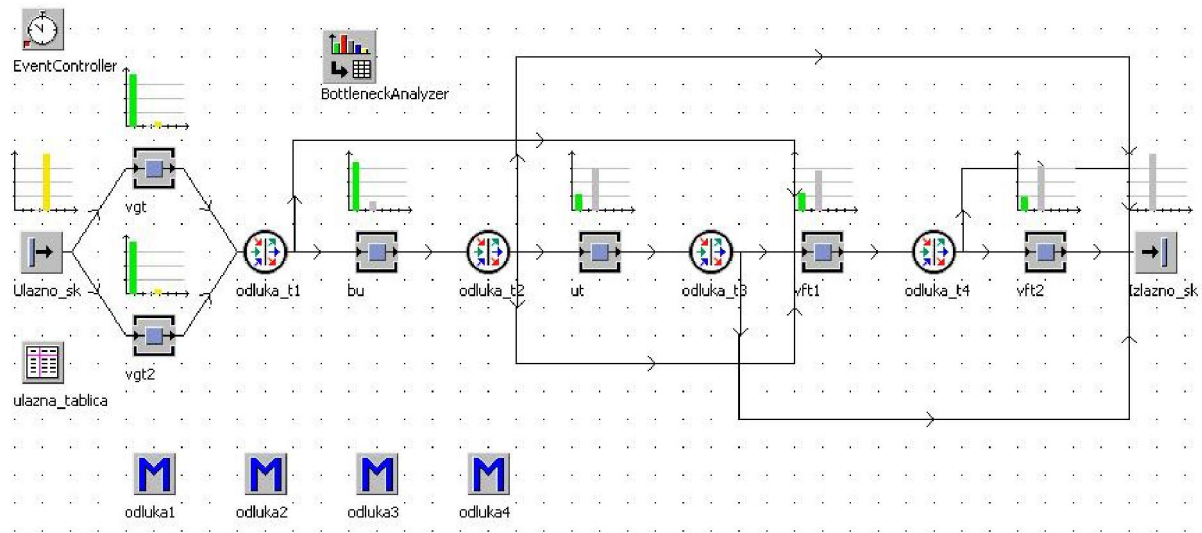 EventController
BottleneckAnalyzer
vgt
Ulazno_sk
odluka_t1
bu
odluka_t2
ut
odluka_t3
vft1
odluka_t4
vft2
Izlazno_sk
vgt2
ulazna_tablica
M
M
M
M
odluka1
odluka2
odluka3
odluka4